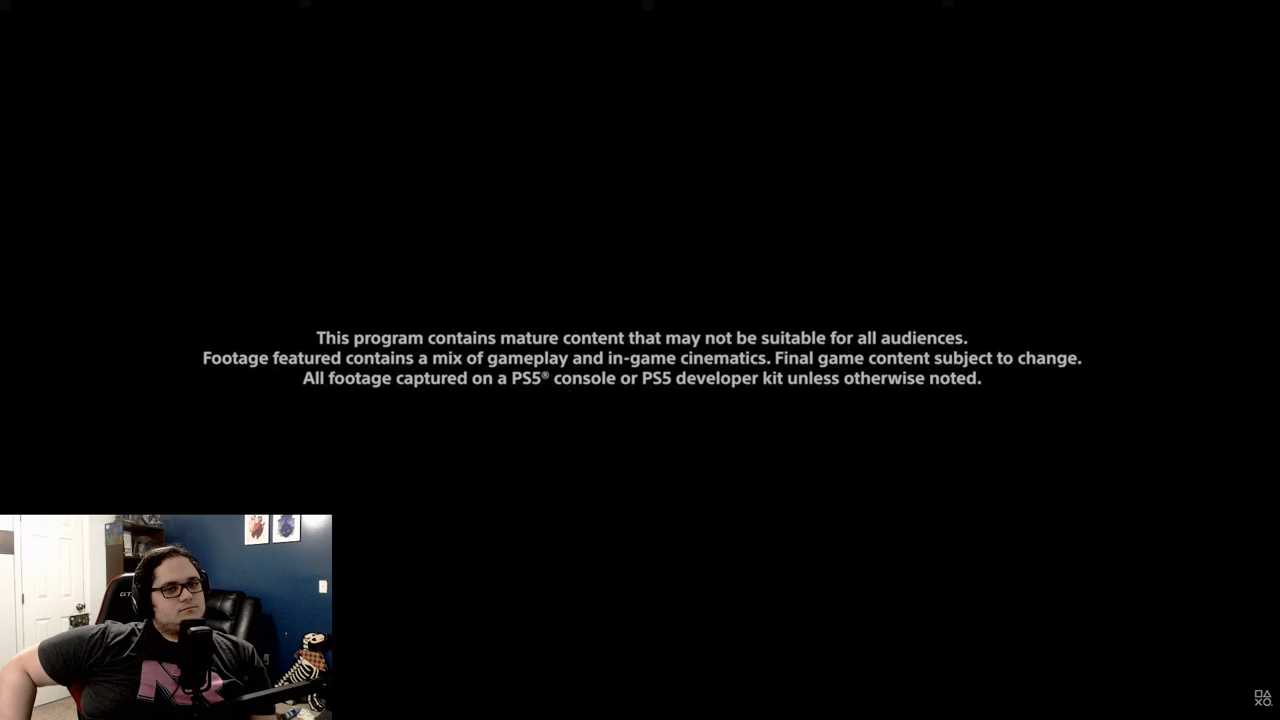 This program contains mature content that may not be suitable for all audiences.
Footage featured contains a mix of gameplay and in-game cinematics. Final game content subject to change.
All footage captured on a PS5® console or PS5 developer kit unless otherwise noted.
GT